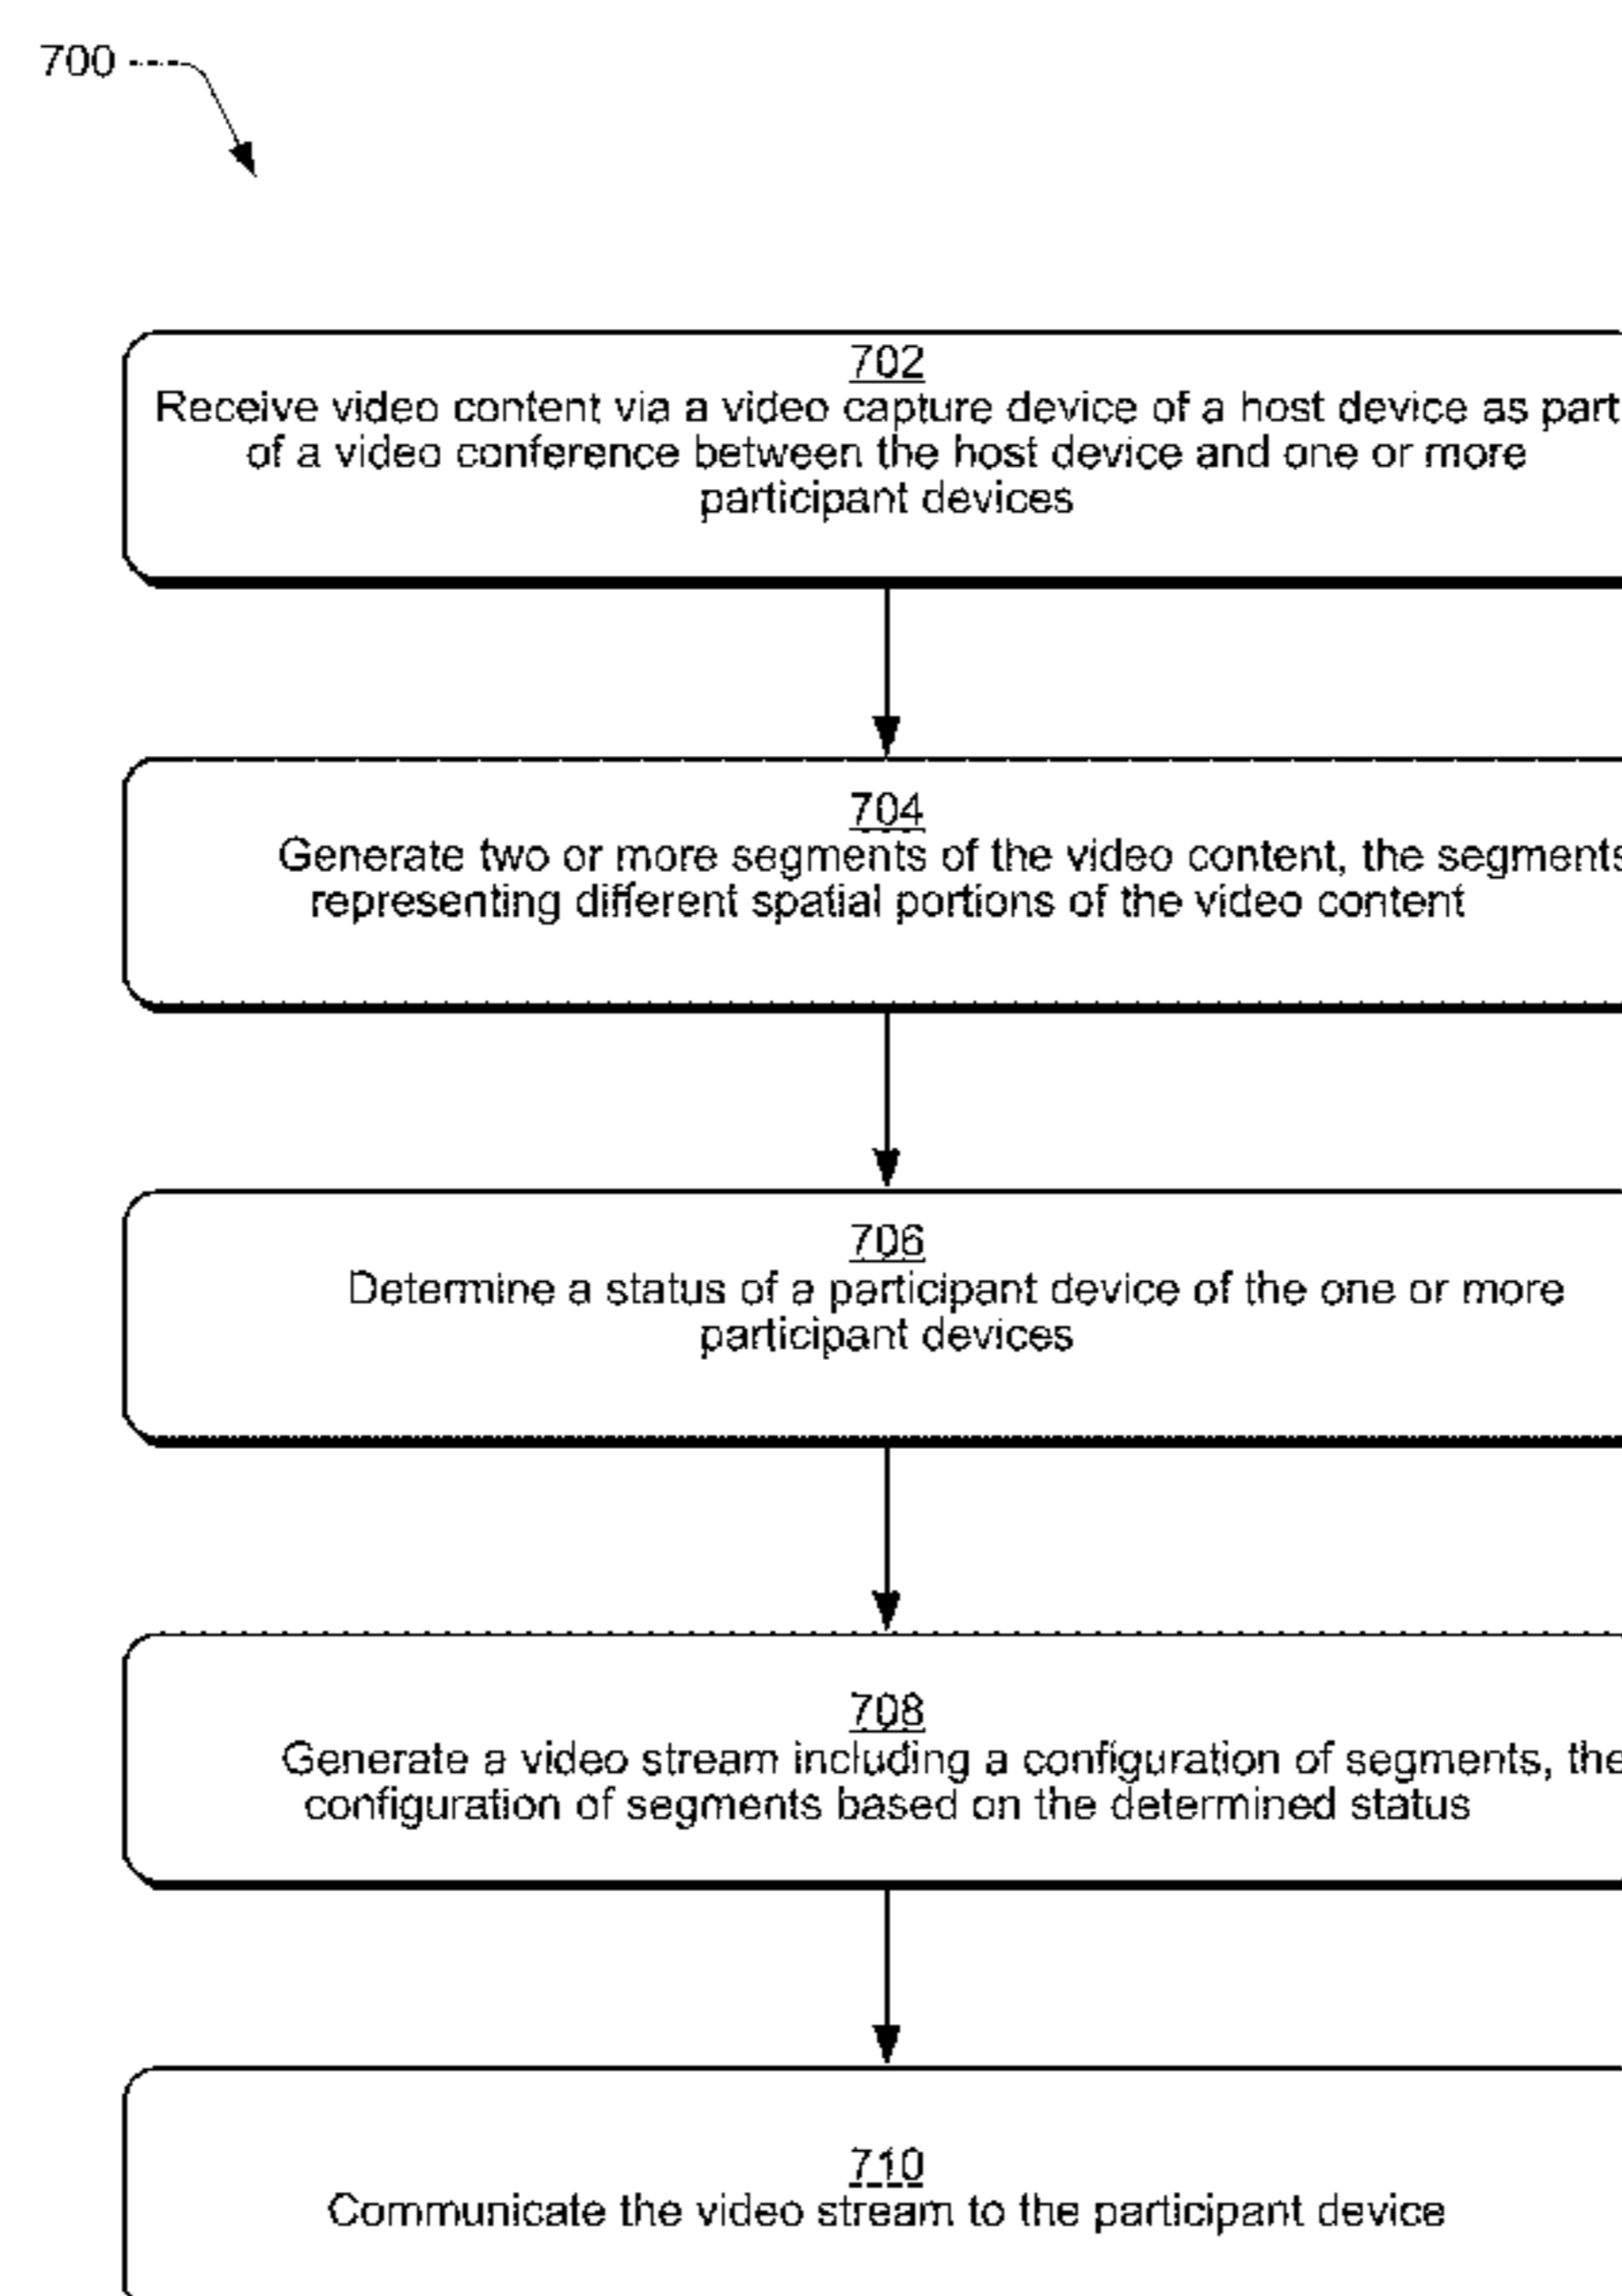 700
702
Receive video content via a video capture device of a host device as part
of a video conference between the host device and one or more
participant devices
704
Generate two or more segments of the video content, the segments
representing different spatial portions of the video content
706
Determine a status of a participant device of the one or more
participant devices
708
Generate a video stream including a configuration of segments, the
configuration of segments based on the determined status
710
Communicate the video stream to the participant device